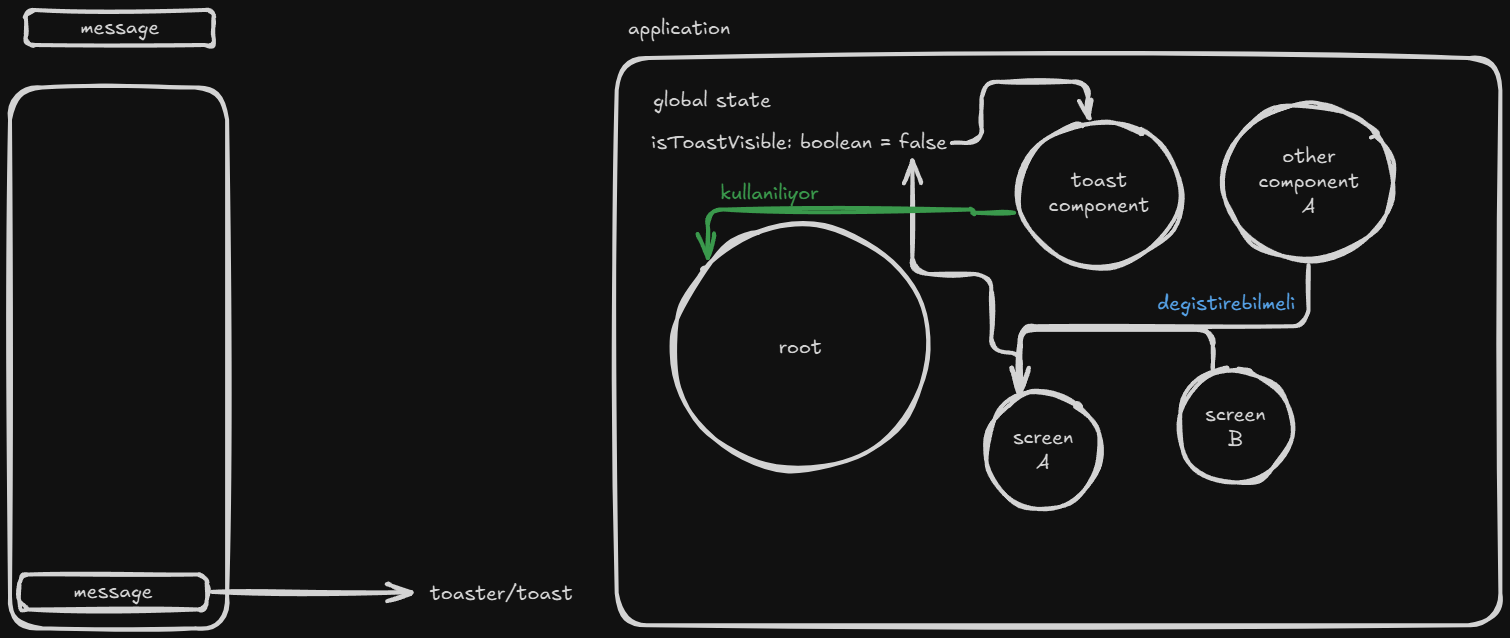 message
message
toaster/toast
application
global state
isToastVisible: boolean = false
kullaniliyor
toast
component
other
component
A
degistirebilmeli
root
screen
A
screen
B